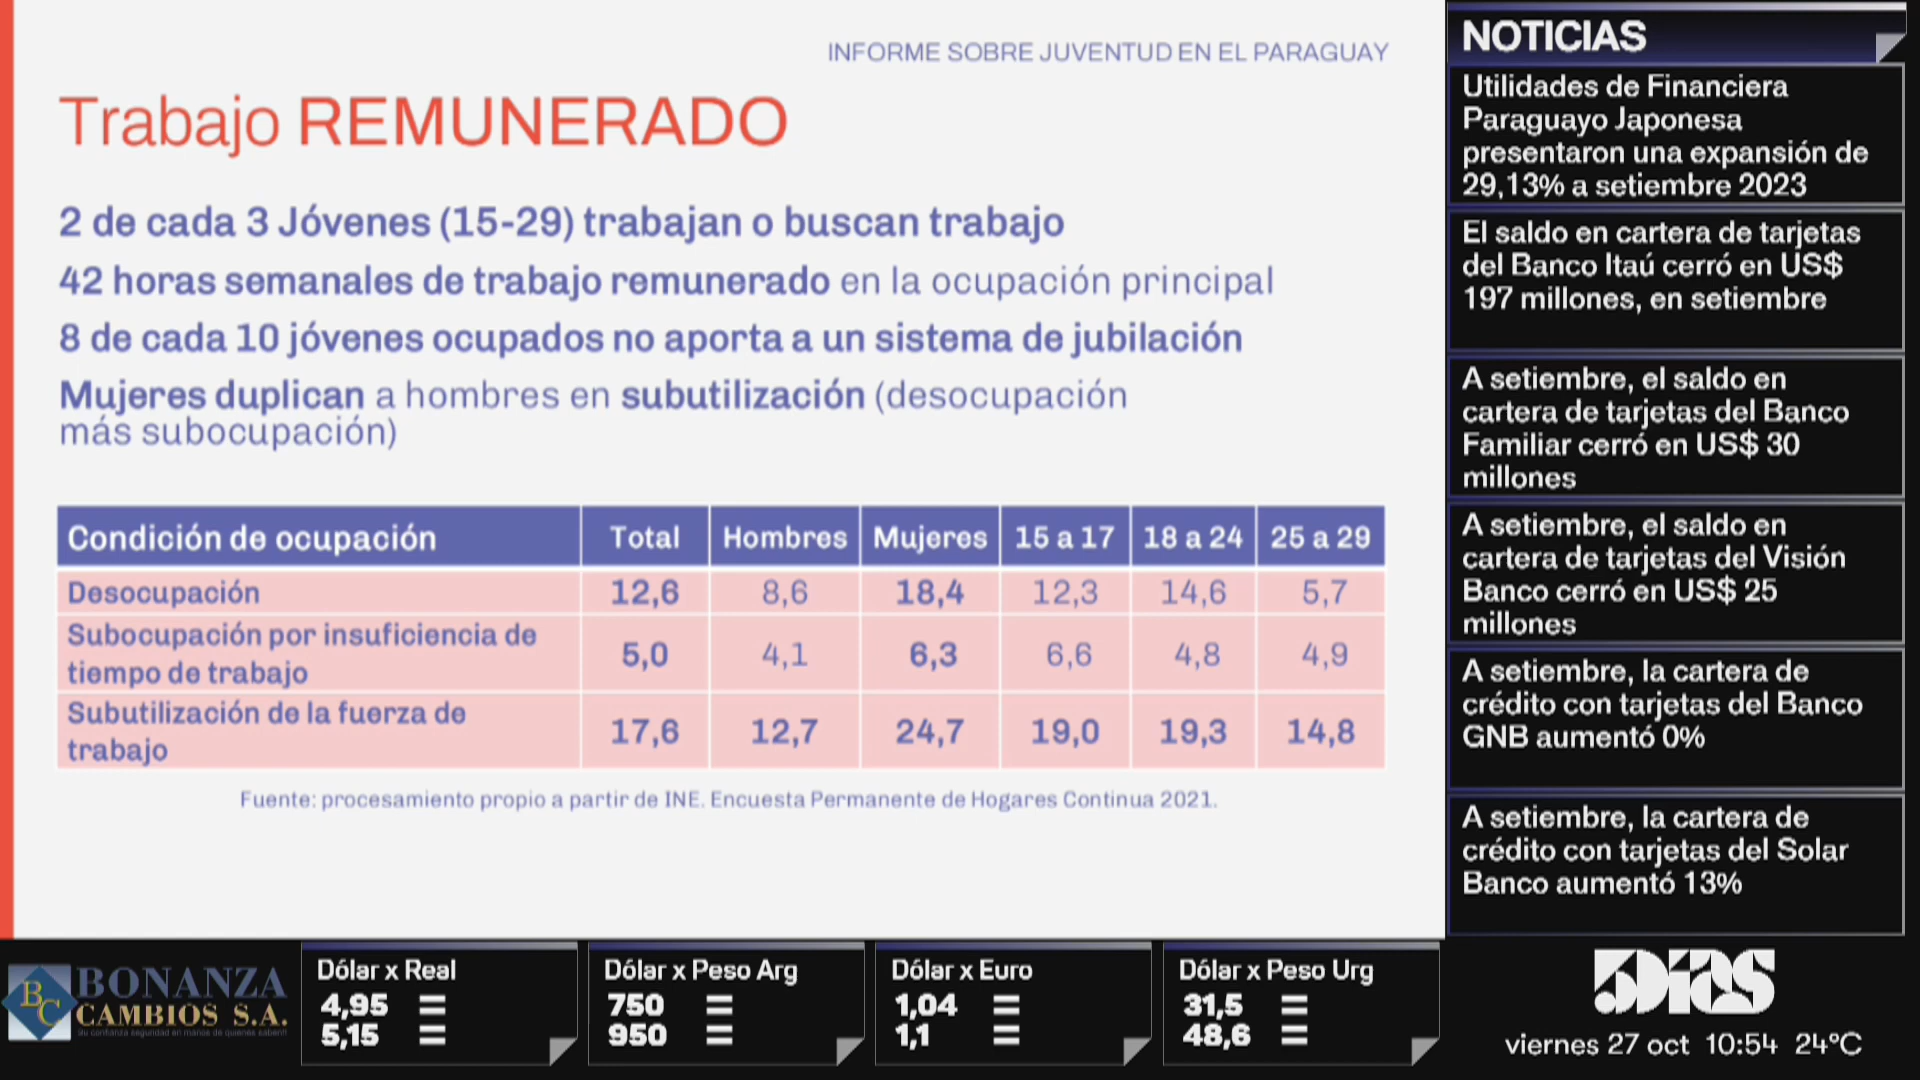 INFORME SOBRE JUVENTUD EN EL PARAGUAY
Trabajo REMUNERADO
2 de cada 3 Jóvenes (15-29) trabajan o buscan trabajo
42 horas semanales de trabajo remunerado en la ocupación principal
8 de cada 10 jóvenes ocupados no aporta a un sistema de jubilación
Mujeres duplican a hombres en subutilización (desocupación
más subocupación)
Condición de ocupación Total Hombres Mujeres 15 a 17 18 a 24 25 a 29
Desocupación 12,6 8,6 18,4 12,3 14,6 5,7
Subocupación por insuficiencia de
tiempo de trabajo 5,0 4,1 6,3 6,6 4,8 4,9
Subutilización de la fuerza de
trabajo 17,6 12,7 24,7 19,0 19,3 14,8
Fuente: procesamiento propio a partir de INE. Encuesta Permanente de Hogares Continua 2021.
NOTICIAS
Utilidades de Financiera
Paraguayo Japonesa
presentaron una expansión de
29,13% a setiembre 2023
El saldo en cartera de tarjetas
del Banco Itaú cerró en US$
197 millones, en setiembre
A setiembre, el saldo en
cartera de tarjetas del Banco
Familiar cerró en US$ 30
millones
A setiembre, el saldo en
cartera de tarjetas del Visión
Banco cerró en US$ 25
millones
A setiembre, la cartera de
crédito con tarjetas del Banco
GNB aumentó 0%
A setiembre, la cartera de
crédito con tarjetas del Solar
Banco aumentó 13%
BC BONANZA
CAMBIOS S.A.
Su confianza seguridad en manos de quienes saben!!
Dólar x Real
4,95
5,15
Dólar x Peso Arg
750
950
Dólar x Euro
1,04
1,1
Dólar x Peso Urg
31,5
48,6
5Días
viernes 27 oct 10:54 24°C